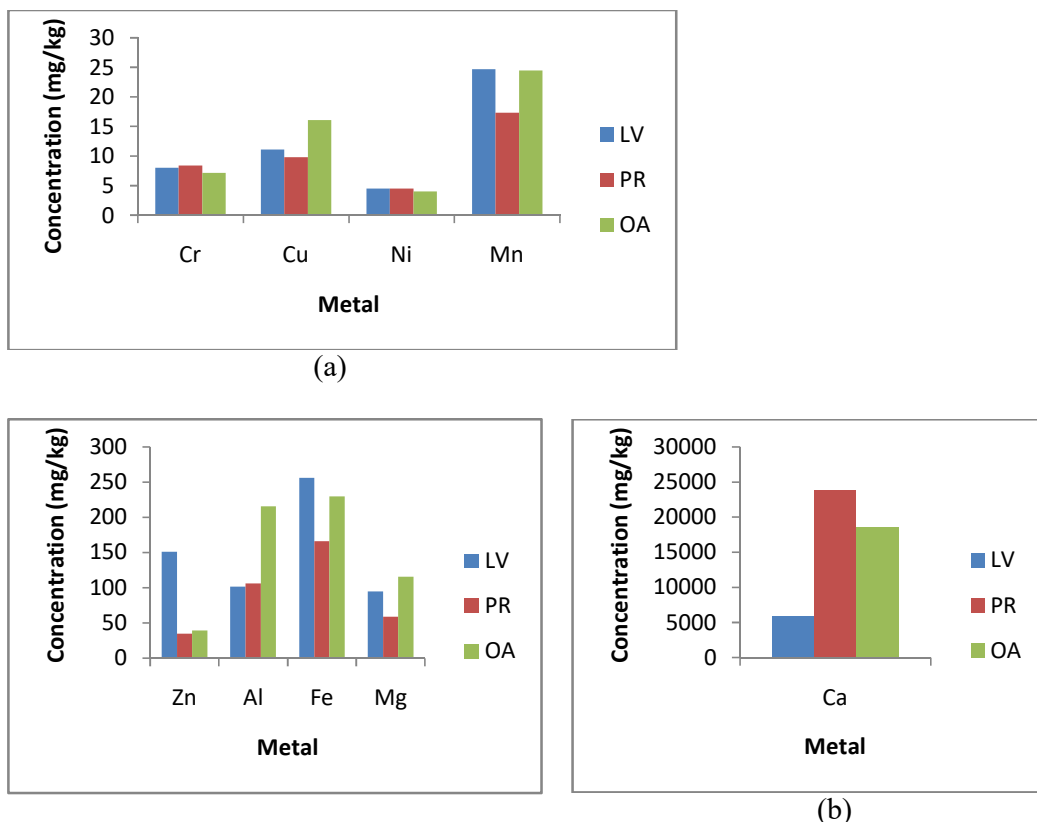 Concentration (mg/kg)
30
25
20
15
10
5
0
Cr Cu Ni Mn
Metal
LV
PR
OA
(a)
Concentration (mg/kg)
300
250
200
150
100
50
0
Zn Al Fe Mg
Metal
LV
PR
OA
Concentration (mg/kg)
30000
25000
20000
15000
10000
5000
0
Ca
Metal
LV
PR
OA
(b)